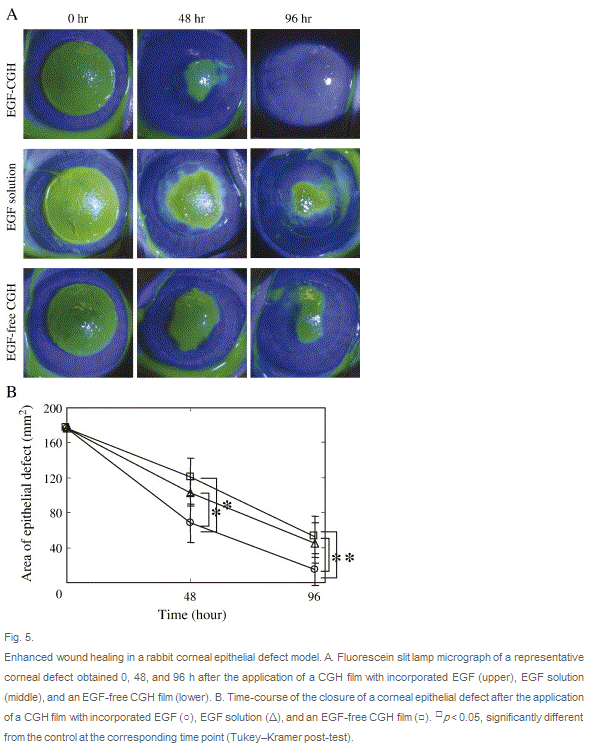 A
0 hr 48 hr 96 hr
EGF-CGH
EGF solution
EGF-free CGH
B
Area of epithelial defect (mm²)
200
160
120
80
40
0 48 96
* *
* *
Time (hour)
Fig. 5.
Enhanced wound healing in a rabbit corneal epithelial defect model. A. Fluorescein slit lamp micrograph of a representative
corneal defect obtained 0, 48, and 96 h after the application of a CGH film with incorporated EGF (upper), EGF solution
(middle), and an EGF-free CGH film (lower). B. Time-course of the closure of a corneal epithelial defect after the application
of a CGH film with incorporated EGF (○), EGF solution (△), and an EGF-free CGH film (¤). □p < 0.05, significantly different
from the control at the corresponding time point (Tukey–Kramer post-test).